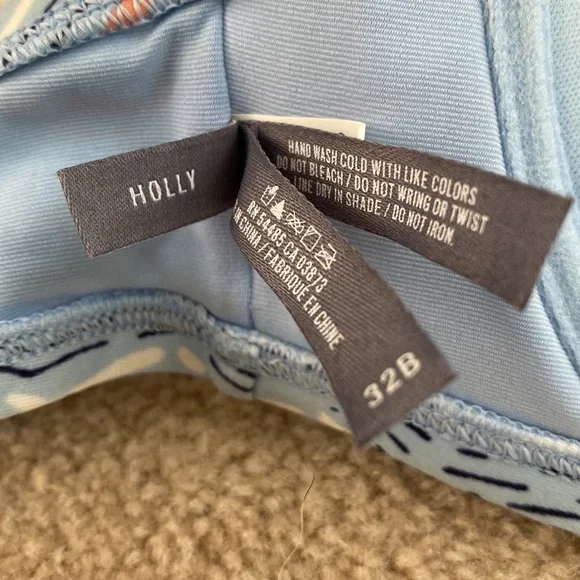 HOLLY
HAND WASH COLD WITH LIKE COLORS
DO NOT BLEACH / DO NOT WRING OR TWIST
LINE DRY IN SHADE / DO NOT IRON.
RN 54485 CA 03873
IN CHINA / FABRIQUE EN CHINE
32B